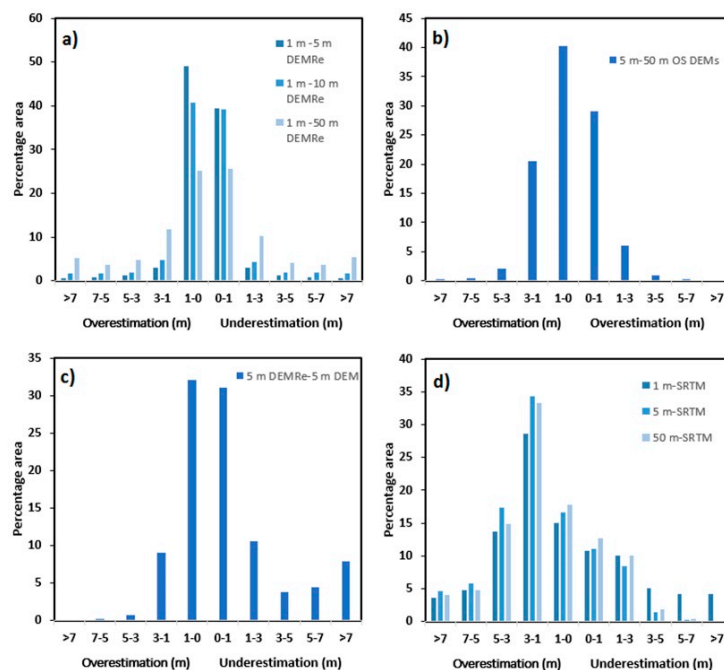 a)
1 m -5 m
DEMRe
1 m -10 m
DEMRe
1 m -50 m
DEMRe
Percentage area
60
50
40
30
20
10
0
>7 7-5 5-3 3-1 1-0 0-1 1-3 3-5 5-7 >7
Overestimation (m) Underestimation (m)
b)
5 m-50 m OS DEMs
Percentage area
45
40
35
30
25
20
15
10
5
0
>7 7-5 5-3 3-1 1-0 0-1 1-3 3-5 5-7 >7
Overestimation (m) Overestimation (m)
c)
5 m DEMRe-5 m DEM
Percentage area
35
30
25
20
15
10
5
0
>7 7-5 5-3 3-1 1-0 0-1 1-3 3-5 5-7 >7
Overestimation (m) Underestimation (m)
d)
1 m-SRTM
5 m-SRTM
50 m-SRTM
Percentage area
40
35
30
25
20
15
10
5
0
>7 7-5 5-3 3-1 1-0 0-1 1-3 3-5 5-7 >7
Overestimation (m) Underestimation (m)